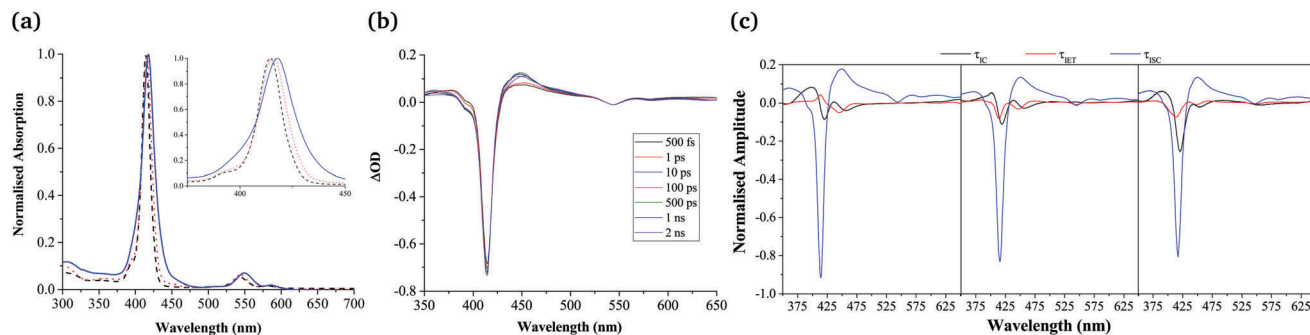 (a)
Normalised Absorption
1.0
0.8
0.6
0.4
0.2
0.0
300 350 400 450 500 550 600 650 700
Wavelength (nm)
1.0
0.8
0.6
0.4
0.2
0.0
400 450
(b)
ΔOD
0.2
0.0
-0.2
-0.4
-0.6
-0.8
350 400 450 500 550 600 650
Wavelength (nm)
500 fs
1 ps
10 ps
100 ps
500 ps
1 ns
2 ns
(c)
τIC τIET τISC
Normalised Amplitude
0.2
0.0
-0.2
-0.4
-0.6
-0.8
-1.0
375 425 475 525 575 625 375 425 475 525 575 625 375 425 475 525 575 625
Wavelength (nm)